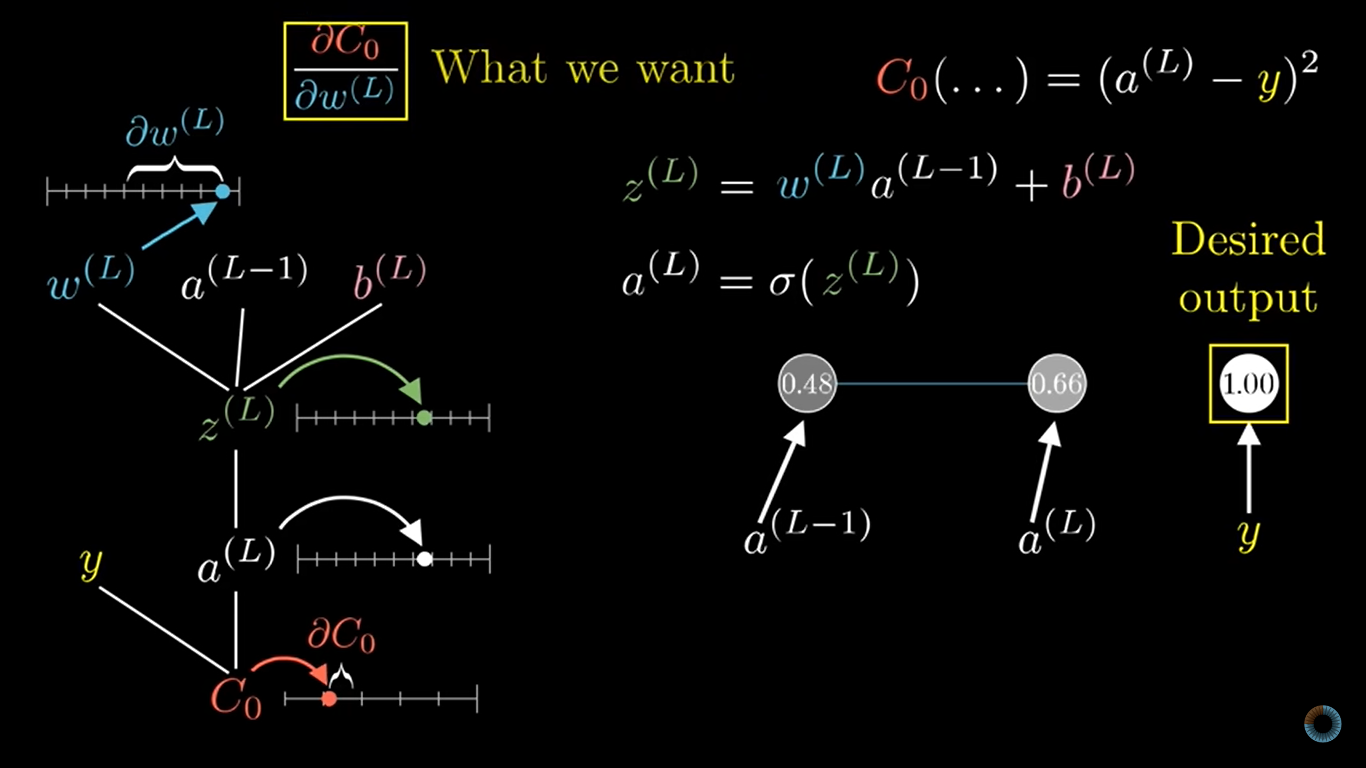 ∂C₀/∂w⁽ᴸ⁾ What we want
C₀(...) = (a⁽ᴸ⁾ − y)²
∂w⁽ᴸ⁾
z⁽ᴸ⁾ = w⁽ᴸ⁾a⁽ᴸ⁻¹⁾ + b⁽ᴸ⁾
w⁽ᴸ⁾ a⁽ᴸ⁻¹⁾ b⁽ᴸ⁾
a⁽ᴸ⁾ = σ(z⁽ᴸ⁾)
Desired
output
z⁽ᴸ⁾
0.48 0.66 1.00
a⁽ᴸ⁻¹⁾ a⁽ᴸ⁾ y
y a⁽ᴸ⁾
∂C₀
C₀